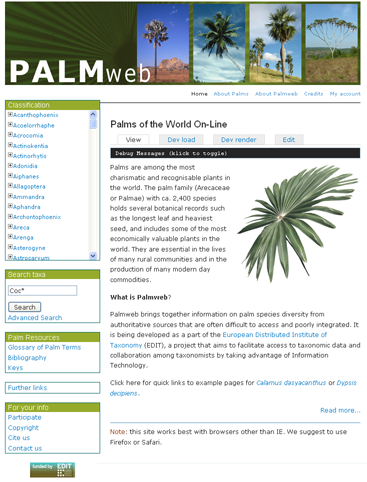 PALMweb
Home About Palms About Palmweb Credits My account
Classification
Acanthophoenix
Acoelorrhaphe
Acrocomia
Actinokentia
Actinorhytis
Adonidia
Aiphanes
Allagoptera
Ammandra
Aphandra
Archontophoenix
Areca
Arenga
Asterogyne
Astrocaryum
Search taxa
Coc*
Search
Advanced Search
Palm Resources
Glossary of Palm Terms
Bibliography
Keys
Further links
For your info
Participate
Copyright
Cite us
Contact us
funded by EDIT
Palms of the World On-Line
View Dev load Dev render Edit
Debug Messages (klick to toggle)
Palms are among the most
charismatic and recognisable plants in
the world. The palm family (Arecaceae
or Palmae) with ca. 2,400 species
holds several botanical records such
as the longest leaf and heaviest
seed, and includes some of the most
economically valuable plants in the
world. They are essential in the lives
of many rural communities and in the
production of many modern day
commodities.
What is Palmweb?
Palmweb brings together information on palm species diversity from
authoritative sources that are often difficult to access and poorly integrated. It
is being developed as a part of the European Distributed Institute of
Taxonomy (EDIT), a project that aims to facilitate access to taxonomic data and
collaboration among taxonomists by taking advantage of Information
Technology.
Click here for quick links to example pages for Calamus dasyacanthus or Dypsis
decipiens.
Read more...
Note: this site works best with browsers other than IE. We suggest to use
Firefox or Safari.